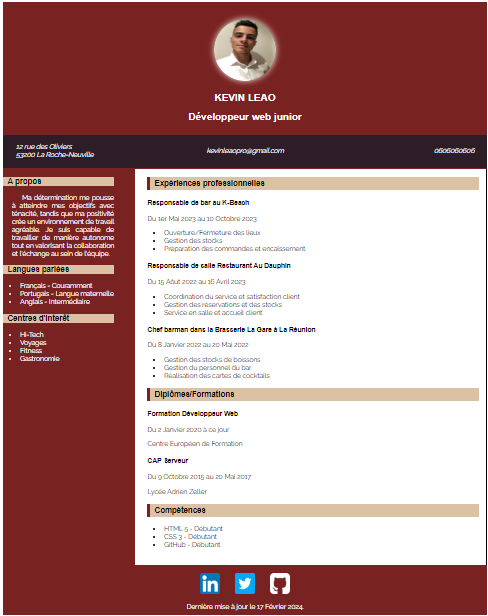 KEVIN LEAO
Développeur web junior
12 rue des Oliviers
53200 La Roche-Neuville
kevinleaopro@gmail.com
0606060606
A propos
Ma détermination me pousse
à atteindre mes objectifs avec
ténacité, tandis que ma positivité
crée un environnement de travail
agréable. Je suis capable de
travailler de manière autonome
tout en valorisant la collaboration
et l'échange au sein de l'équipe.
Langues parlées
Français - Couramment
Portugais - Langue maternelle
Anglais - Intermédiaire
Centres d'Intérêt
Hi-Tech
Voyages
Fitness
Gastronomie
Expériences professionnelles
Responsable de bar au K-Beach
Du 1er Mai 2023 au 10 Octobre 2023
Ouverture/Fermeture des lieux
Gestion des stocks
Préparation des commandes et encaissement
Responsable de salle Restaurant Au Dauphin
Du 15 Août 2022 au 16 Avril 2023
Coordination du service et satisfaction client
Gestion des réservations et des stocks
Service en salle et accueil client
Chef barman dans la Brasserie La Gare à La Réunion
Du 8 Janvier 2022 au 20 Mai 2022
Gestion des stocks de boissons
Gestion du personnel du bar
Réalisation des cartes de cocktails
Diplômes/Formations
Formation Développeur Web
Du 2 Janvier 2020 à ce jour
Centre Européen de Formation
CAP Serveur
Du 9 Octobre 2015 au 20 Mai 2017
Lycée Adrien Zeller
Compétences
HTML 5 - Débutant
CSS 3 - Débutant
GitHub - Débutant
in
Dernière mise à jour le 17 Février 2024.